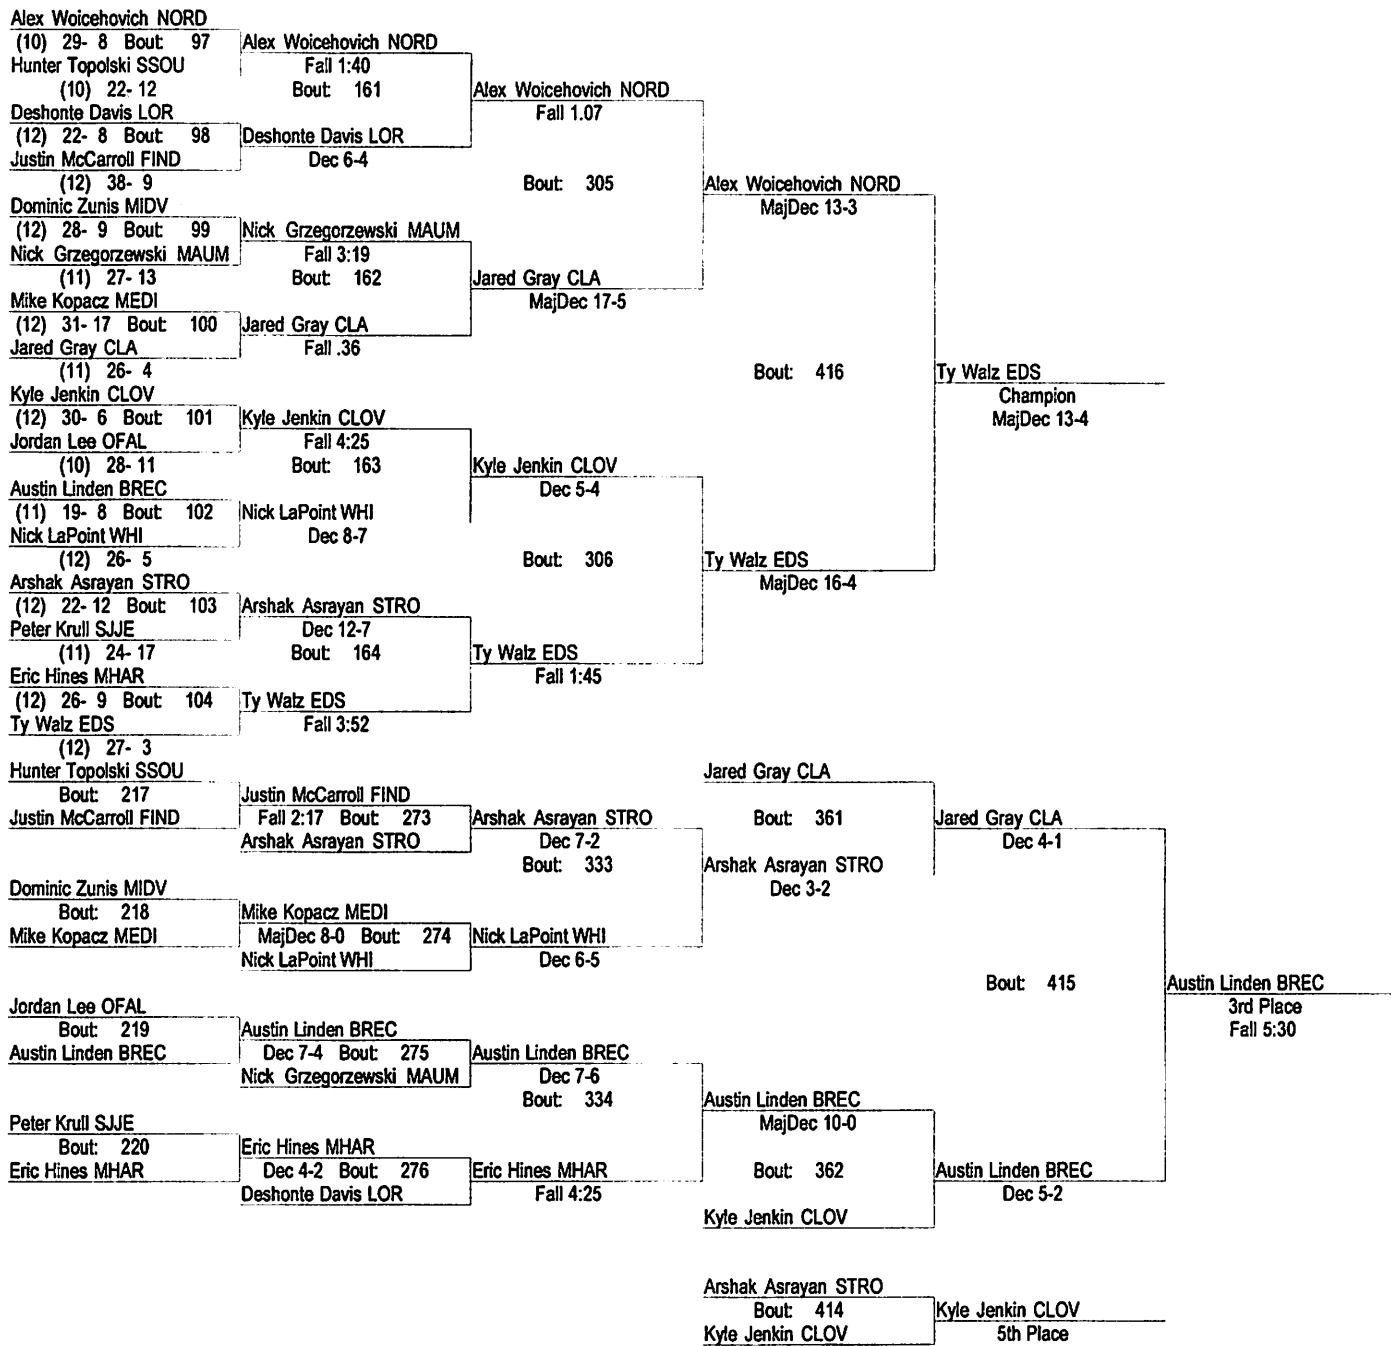 Alex Woicehovich NORD
(10) 29- 8 Bout: 97
Hunter Topolski SSOU
(10) 22- 12
Deshonte Davis LOR
(12) 22- 8 Bout: 98
Justin McCarroll FIND
(12) 38- 9
Dominic Zunis MIDV
(12) 28- 9 Bout: 99
Nick Grzegorzewski MAUM
(11) 27- 13
Mike Kopacz MEDI
(12) 31- 17 Bout: 100
Jared Gray CLA
(11) 26- 4
Kyle Jenkin CLOV
(12) 30- 6 Bout: 101
Jordan Lee OFAL
(10) 28- 11
Austin Linden BREC
(11) 19- 8 Bout: 102
Nick LaPoint WHI
(12) 26- 5
Arshak Asrayan STRO
(12) 22- 12 Bout: 103
Peter Krull SJJE
(11) 24- 17
Eric Hines MHAR
(12) 26- 9 Bout: 104
Ty Walz EDS
(12) 27- 3
Alex Woicehovich NORD
Fall 1:40
Bout: 161
Deshonte Davis LOR
Dec 6-4
Nick Grzegorzewski MAUM
Fall 3:19
Bout: 162
Jared Gray CLA
Fall .36
Kyle Jenkin CLOV
Fall 4:25
Bout: 163
Nick LaPoint WHI
Dec 8-7
Arshak Asrayan STRO
Dec 12-7
Bout: 164
Ty Walz EDS
Fall 3:52
Alex Woicehovich NORD
Fall 1.07
Bout: 305
Jared Gray CLA
MajDec 17-5
Kyle Jenkin CLOV
Dec 5-4
Bout: 306
Ty Walz EDS
Fall 1:45
Alex Woicehovich NORD
MajDec 13-3
Bout: 416
Ty Walz EDS
MajDec 16-4
Ty Walz EDS
Champion
MajDec 13-4
Hunter Topolski SSOU
Bout: 217
Justin McCarroll FIND
Dominic Zunis MIDV
Bout: 218
Mike Kopacz MEDI
Jordan Lee OFAL
Bout: 219
Austin Linden BREC
Peter Krull SJJE
Bout: 220
Eric Hines MHAR
Justin McCarroll FIND
Fall 2:17 Bout: 273
Arshak Asrayan STRO
Mike Kopacz MEDI
MajDec 8-0 Bout: 274
Nick LaPoint WHI
Austin Linden BREC
Dec 7-4 Bout: 275
Nick Grzegorzewski MAUM
Eric Hines MHAR
Dec 4-2 Bout: 276
Deshonte Davis LOR
Arshak Asrayan STRO
Dec 7-2
Bout: 333
Nick LaPoint WHI
Dec 6-5
Austin Linden BREC
Dec 7-6
Bout: 334
Eric Hines MHAR
Fall 4:25
Jared Gray CLA
Bout: 361
Arshak Asrayan STRO
Dec 3-2
Austin Linden BREC
MajDec 10-0
Bout: 362
Kyle Jenkin CLOV
Jared Gray CLA
Dec 4-1
Bout: 415
Austin Linden BREC
Dec 5-2
Austin Linden BREC
3rd Place
Fall 5:30
Arshak Asrayan STRO
Bout: 414
Kyle Jenkin CLOV
Kyle Jenkin CLOV
5th Place